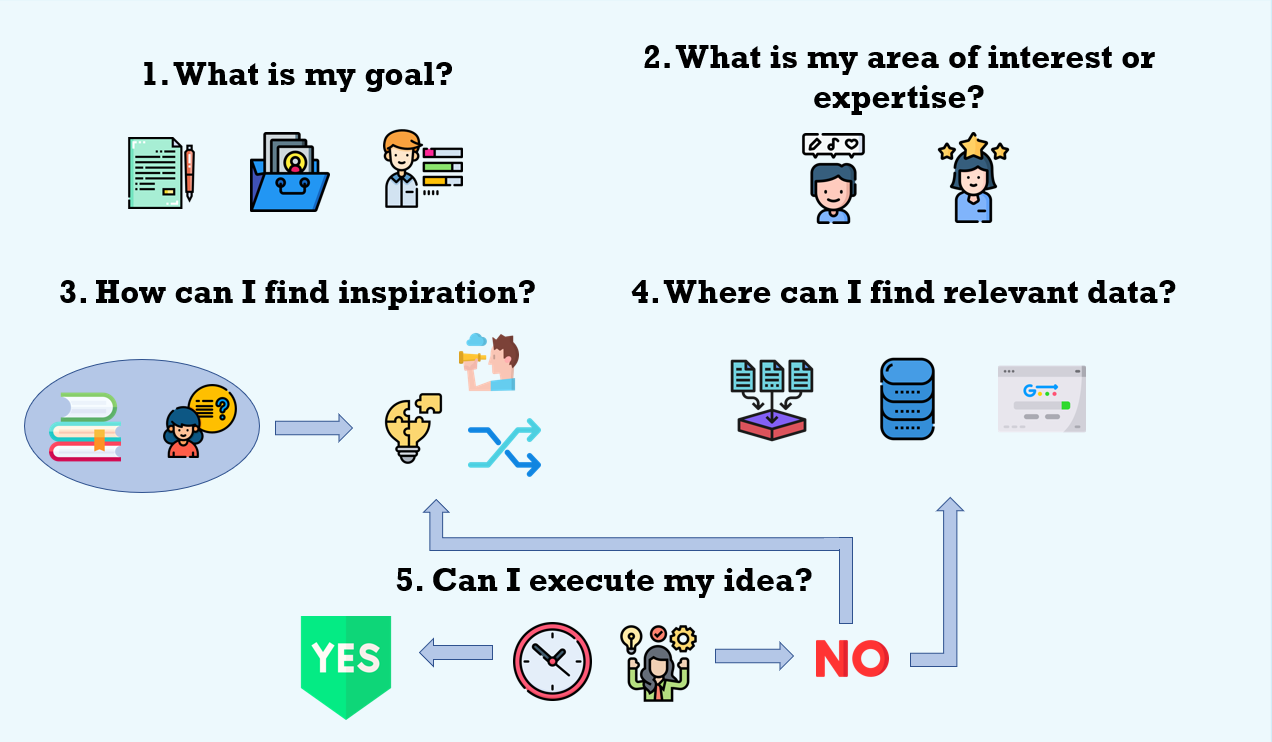 1. What is my goal?
2. What is my area of interest or
expertise?
3. How can I find inspiration?
4. Where can I find relevant data?
5. Can I execute my idea?
YES
NO